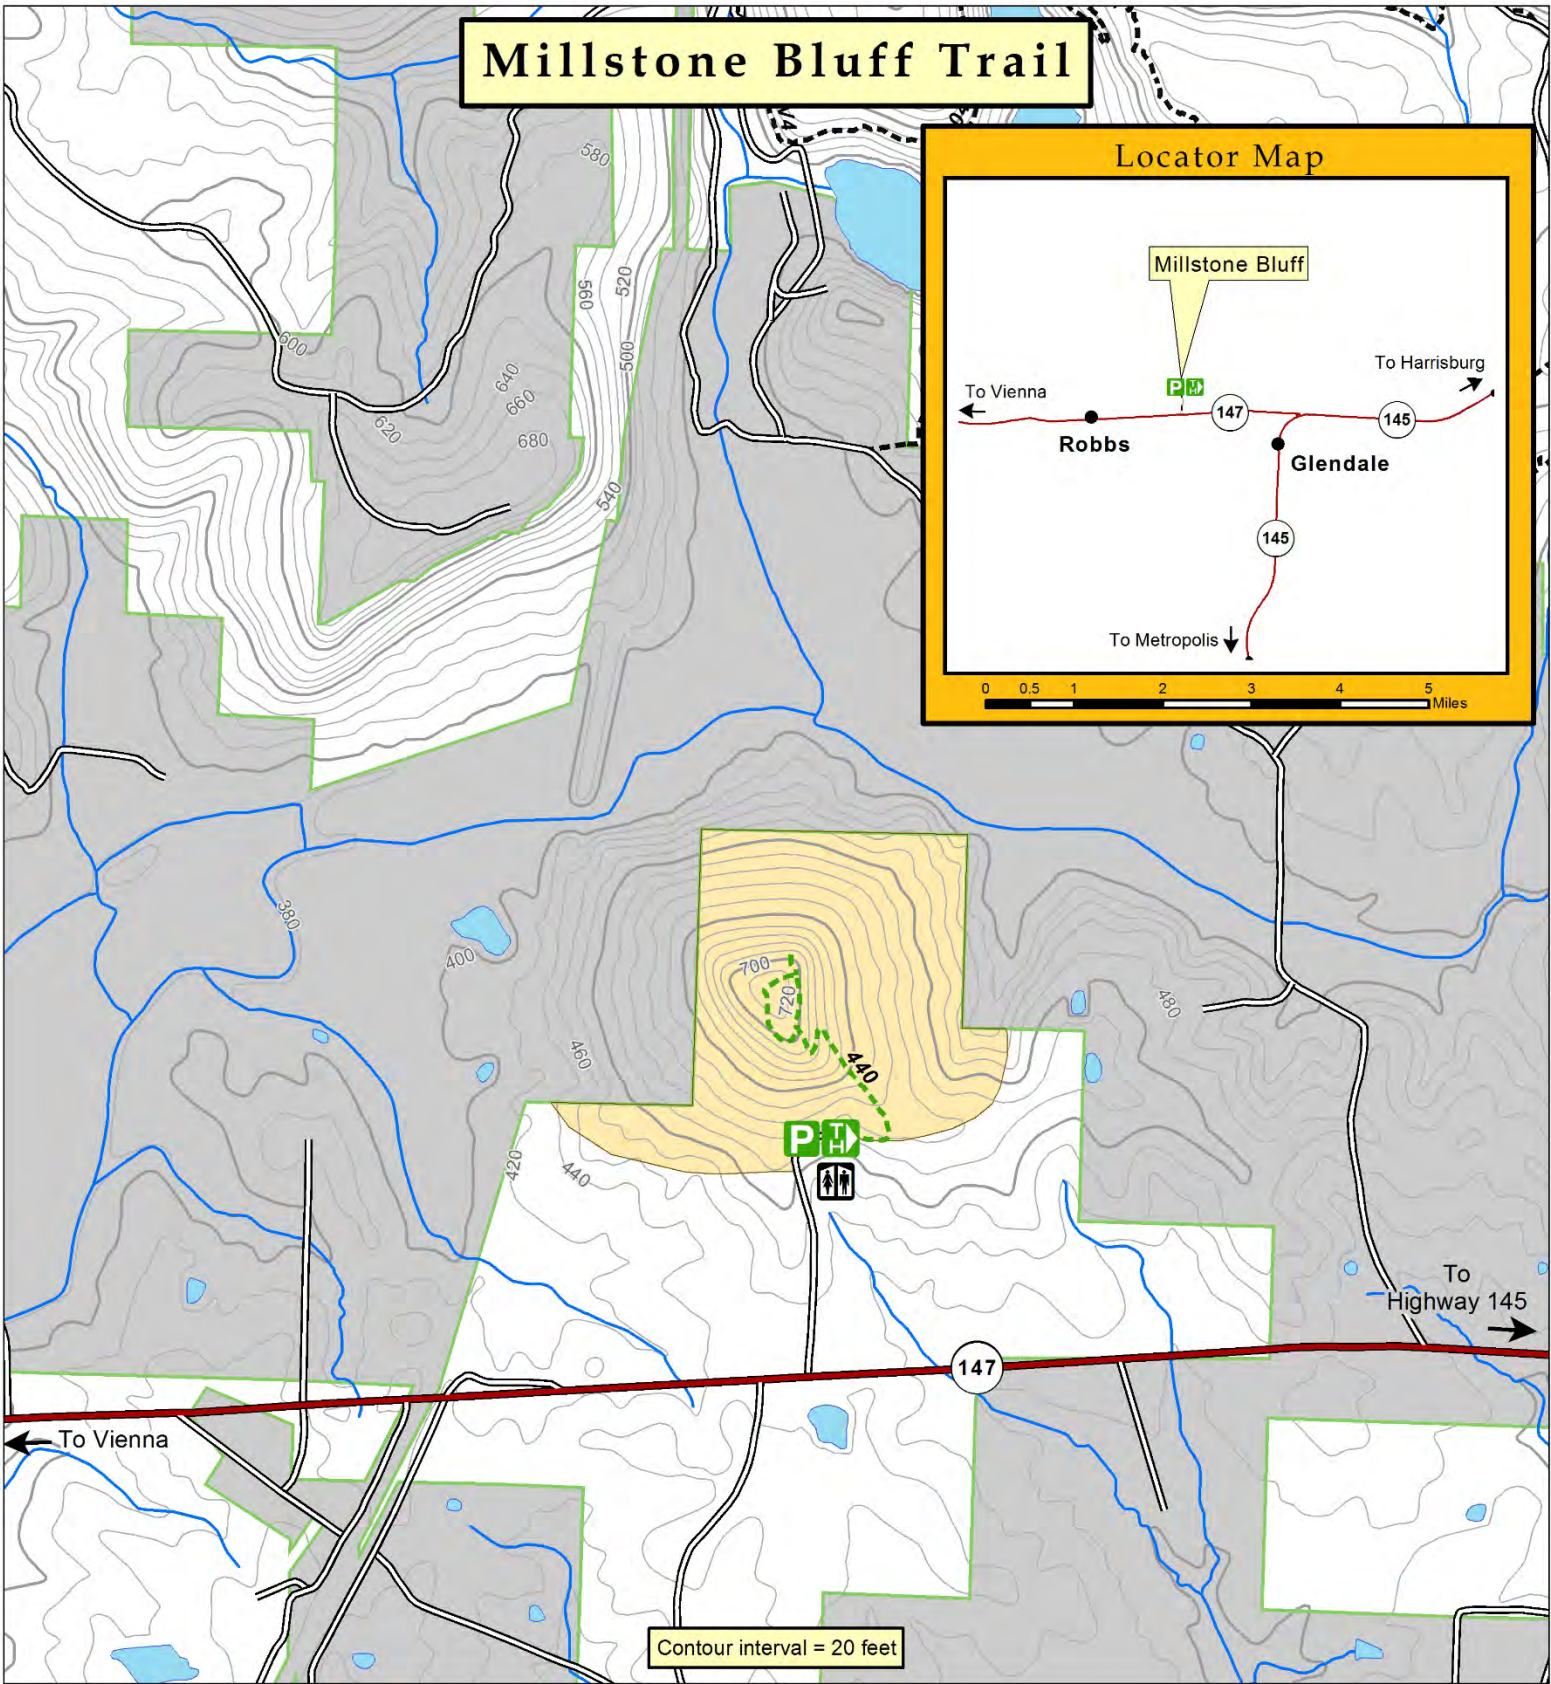 Millstone Bluff Trail
Locator Map
Millstone Bluff
P TH
To Harrisburg
To Vienna
147
145
Robbs
Glendale
145
To Metropolis
0 0.5 1 2 3 4 5
Miles
580
560
520
500
600
640
660
620
680
540
380
400
700
720
480
460
440
420
440
P TH
To
Highway 145
147
To Vienna
Contour interval = 20 feet